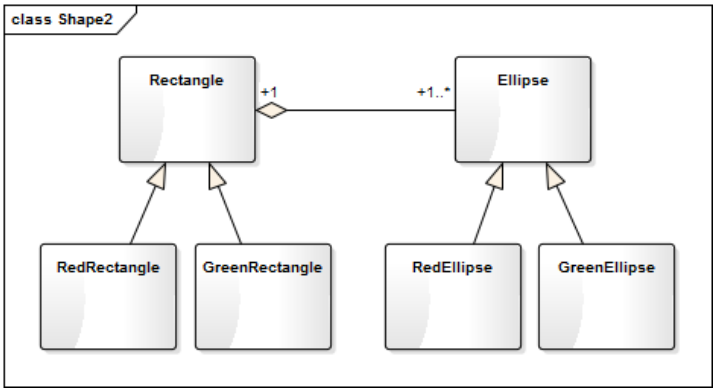 class Shape2
Rectangle
Ellipse
+1
+1..*
RedRectangle
GreenRectangle
RedEllipse
GreenEllipse